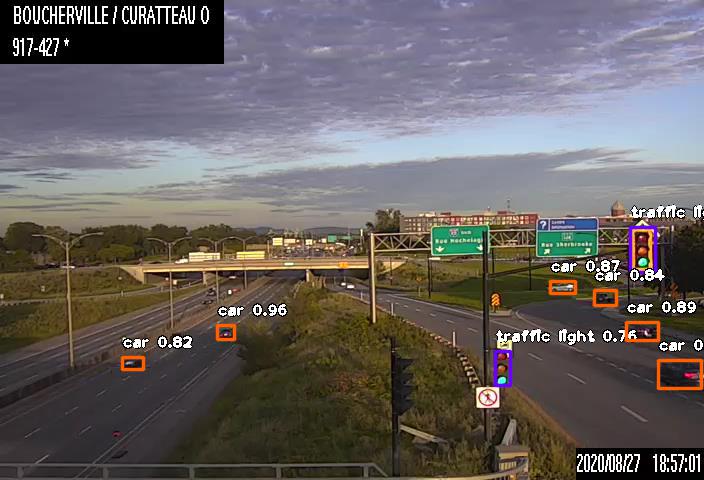 BOUCHERVILLE / CURATTEAU O
917-427 *
traffic lig
Rue Hochelaga
Rue Sherbrooke
car 0.87
car 0.84
car 0.89
car 0.96
car 0.82
traffic light 0.76
car 0
2020/08/27 18:57:01